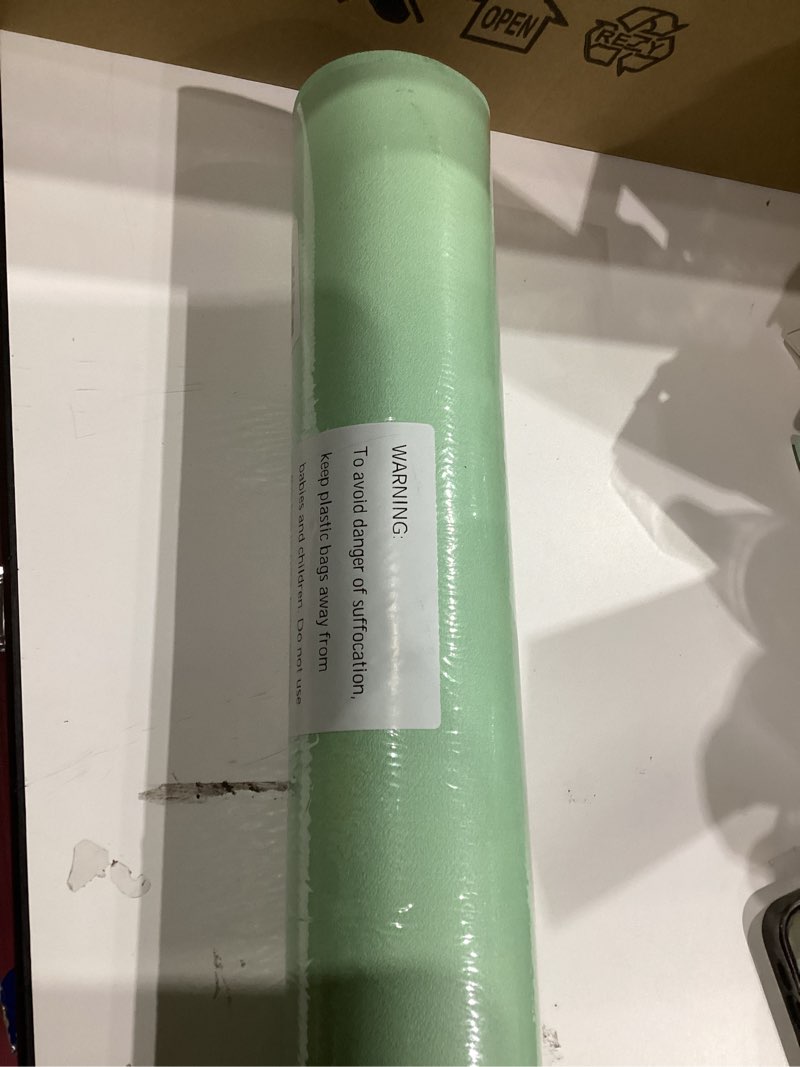 OPEN
REZY
WARNING:
To avoid danger of suffocation,
keep plastic bags away from
babies and children. Do not use